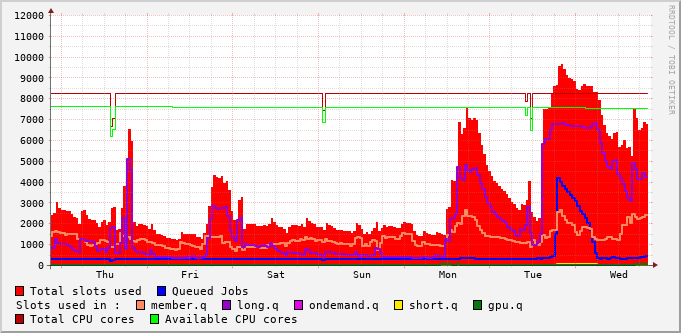 RRDTOOL / TOBI OETIKER
12000
11000
10000
9000
8000
7000
6000
5000
4000
3000
2000
1000
0
Thu Fri Sat Sun Mon Tue Wed
Total slots used Queued Jobs
Slots used in : member.q long.q ondemand.q short.q gpu.q
Total CPU cores Available CPU cores